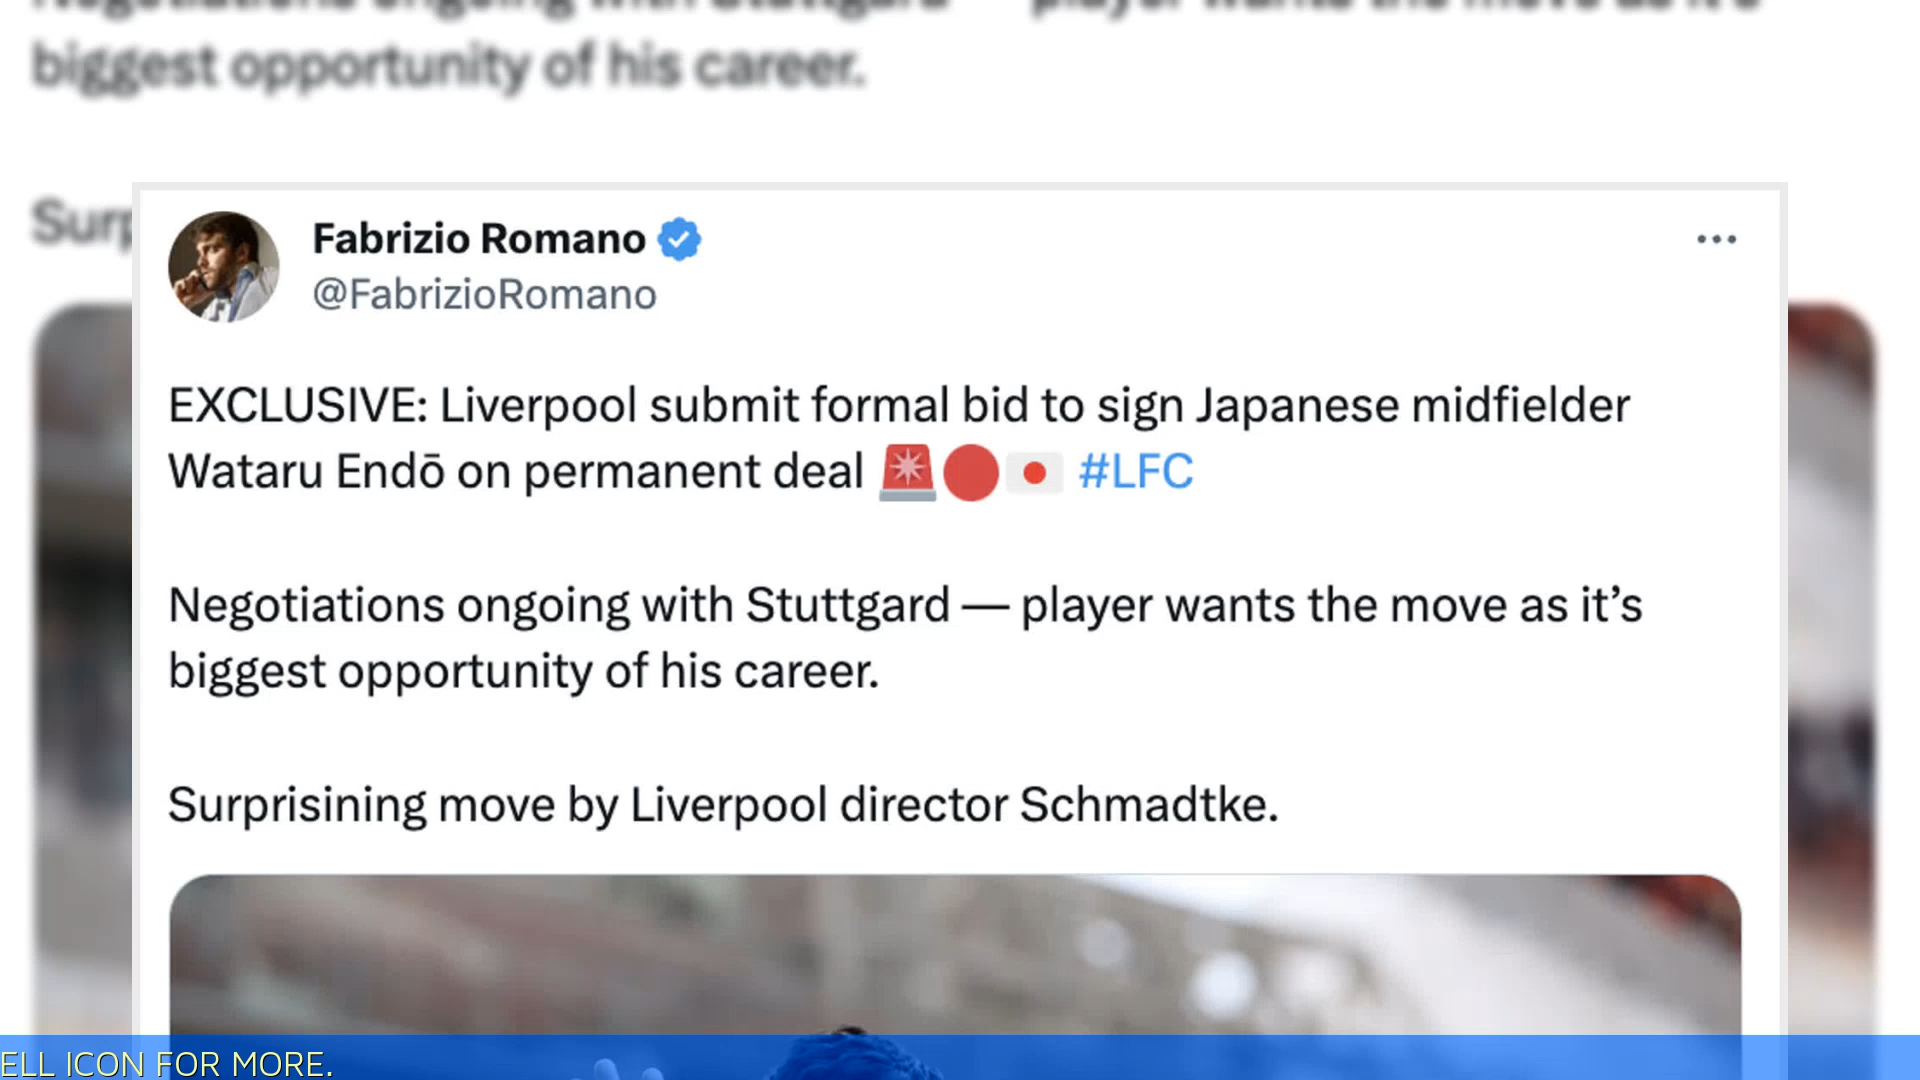 biggest opportunity of his career.
Surp
Fabrizio Romano
@FabrizioRomano
EXCLUSIVE: Liverpool submit formal bid to sign Japanese midfielder
Wataru Endō on permanent deal 🚨🔴🇯🇵 #LFC
Negotiations ongoing with Stuttgard — player wants the move as it’s
biggest opportunity of his career.
Surprisining move by Liverpool director Schmadtke.
ELL ICON FOR MORE.